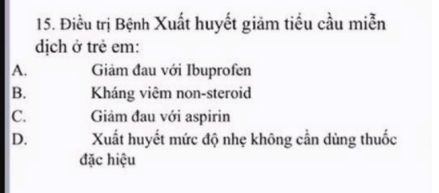 15. Điều trị Bệnh Xuất huyết giảm tiểu cầu miễn
dịch ở trẻ em:
A. Giảm đau với Ibuprofen
B. Kháng viêm non-steroid
C. Giảm đau với aspirin
D. Xuất huyết mức độ nhẹ không cần dùng thuốc
đặc hiệu